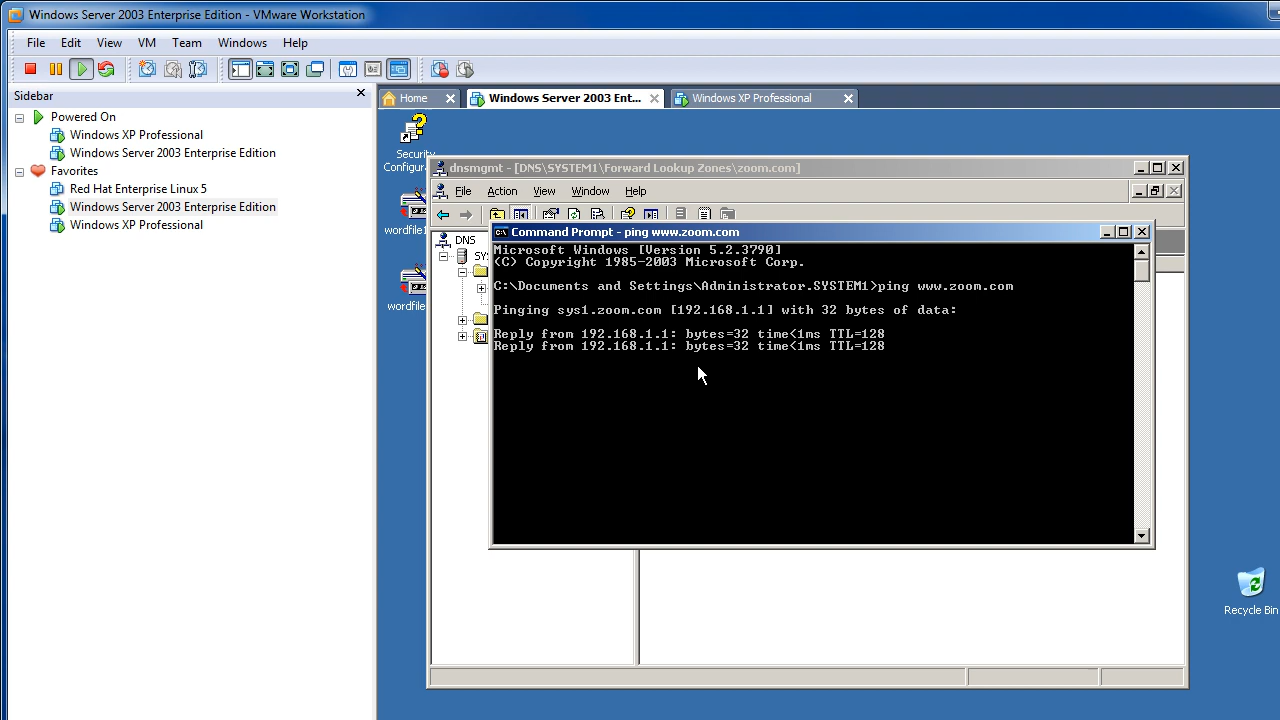 Windows Server 2003 Enterprise Edition - VMware Workstation
File Edit View VM Team Windows Help
Sidebar
Powered On
Windows XP Professional
Windows Server 2003 Enterprise Edition
Favorites
Red Hat Enterprise Linux 5
Windows Server 2003 Enterprise Edition
Windows XP Professional
Home
Windows Server 2003 Ent...
Windows XP Professional
Security
Configur
wordfile1
wordfile
dnsmgmt - [DNS\SYSTEM1\Forward Lookup Zones\zoom.com]
File Action View Window Help
DNS
SY
Command Prompt - ping www.zoom.com
Microsoft Windows [Version 5.2.3790]
(C) Copyright 1985-2003 Microsoft Corp.
C:\Documents and Settings\Administrator.SYSTEM1>ping www.zoom.com
Pinging sys1.zoom.com [192.168.1.1] with 32 bytes of data:
Reply from 192.168.1.1: bytes=32 time<1ms TTL=128
Reply from 192.168.1.1: bytes=32 time<1ms TTL=128
Recycle Bin